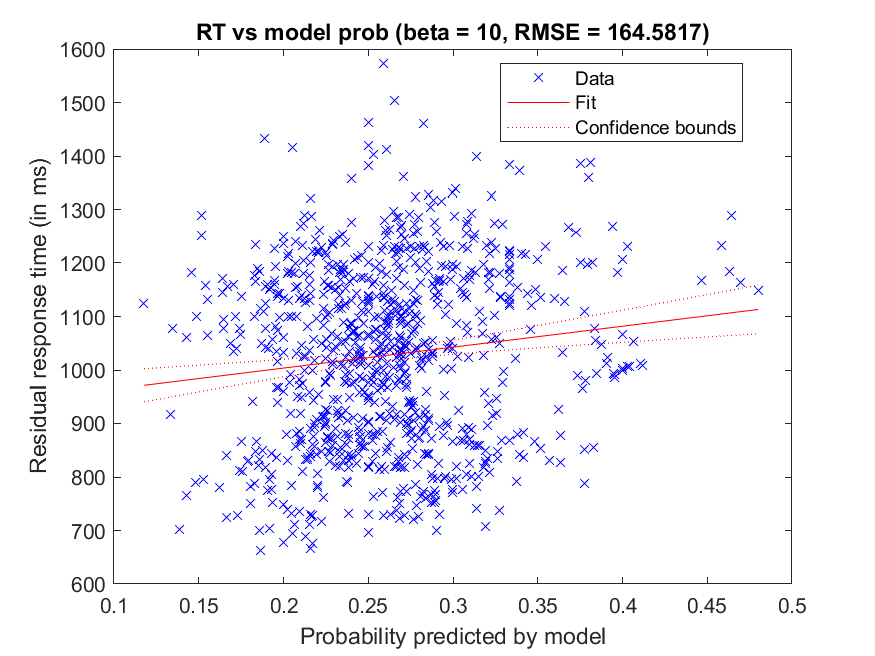 RT vs model prob (beta = 10, RMSE = 164.5817)
1600
1500
1400
1300
1200
1100
1000
900
800
700
600
Residual response time (in ms)
Data
Fit
Confidence bounds
0.1 0.15 0.2 0.25 0.3 0.35 0.4 0.45 0.5
Probability predicted by model